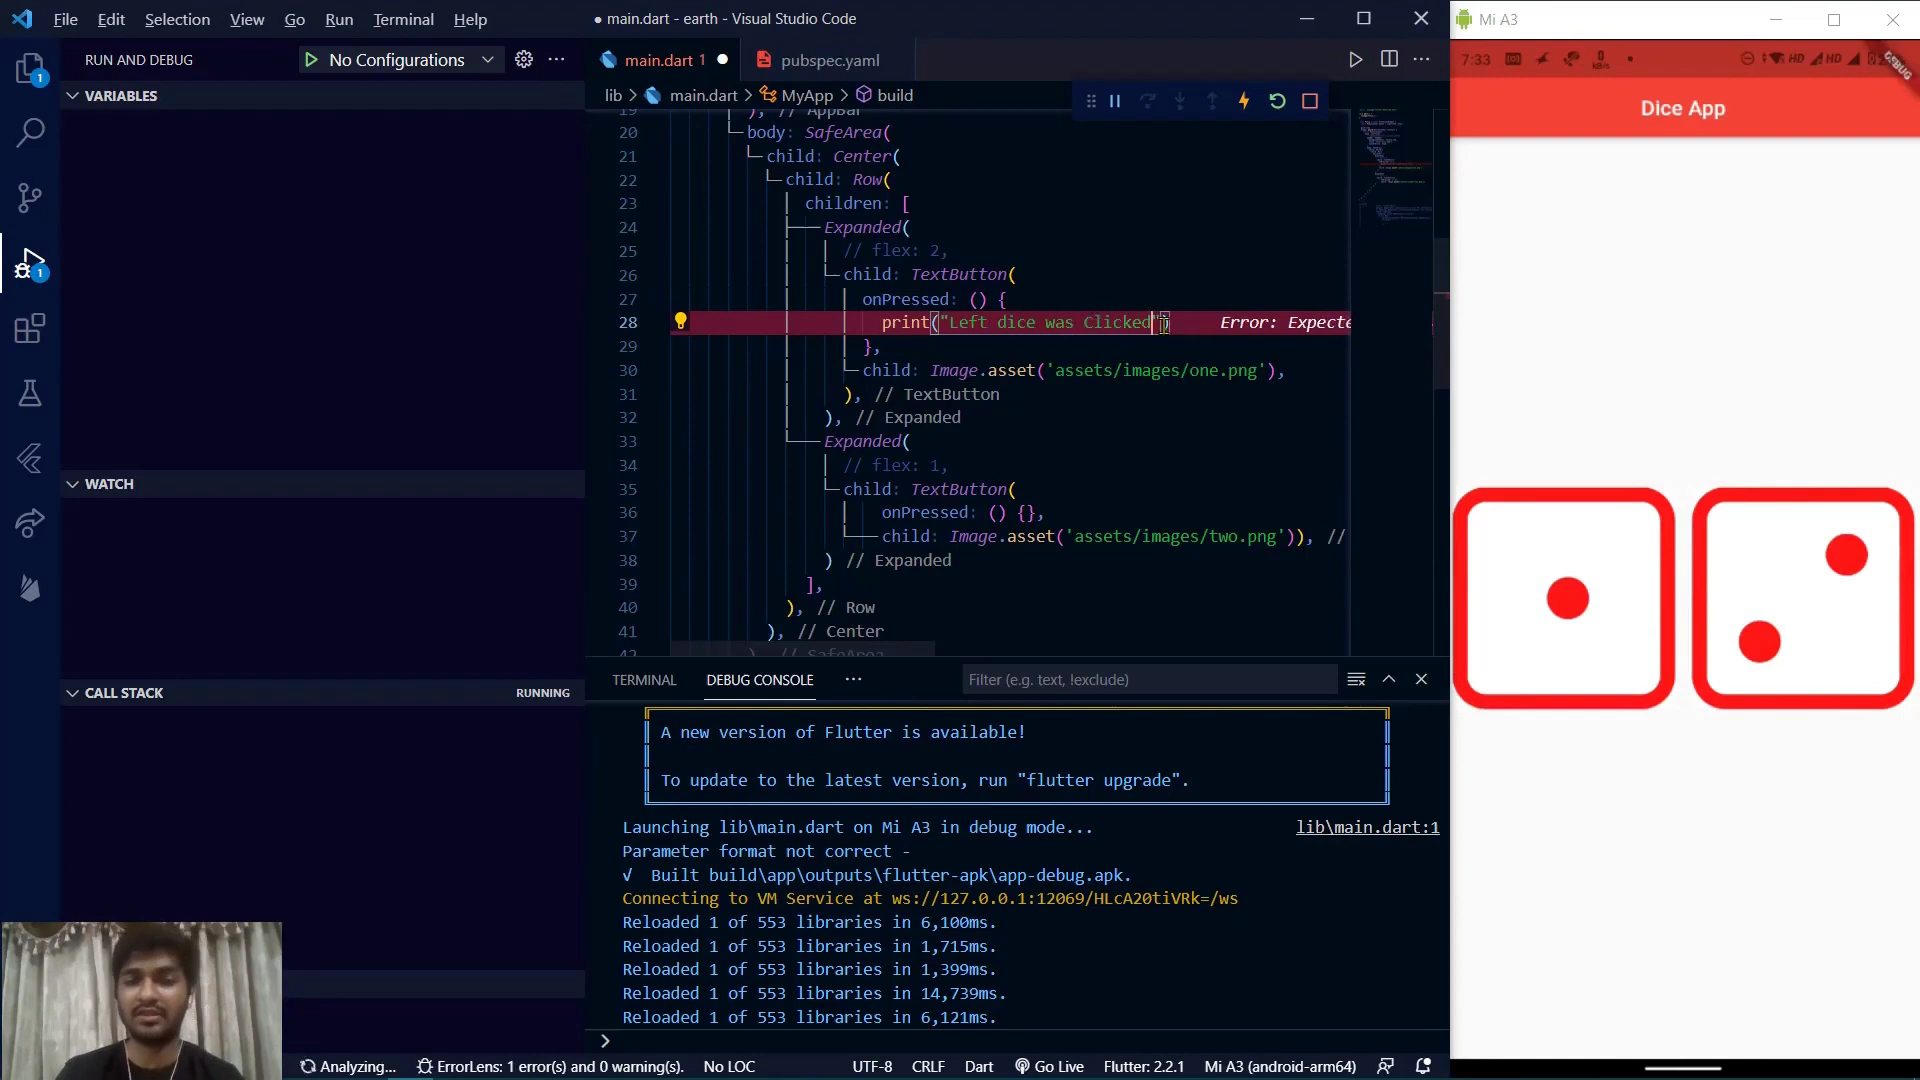 File Edit Selection View Go Run Terminal Help
● main.dart - earth - Visual Studio Code
Mi A3
RUN AND DEBUG
No Configurations
main.dart 1
pubspec.yaml
7:33
HD
HD
DEBUG
VARIABLES
lib > main.dart > MyApp > build
Dice App
19 ), // AppBar
20 body: SafeArea(
21 child: Center(
22 child: Row(
23 children: [
24 Expanded(
25 // flex: 2,
26 child: TextButton(
27 onPressed: () {
28 print("Left dice was Clicked") Error: Expecte
29 },
30 child: Image.asset('assets/images/one.png'),
31 ), // TextButton
32 ), // Expanded
33 Expanded(
34 // flex: 1,
35 child: TextButton(
36 onPressed: () {},
37 child: Image.asset('assets/images/two.png')), //
38 ) // Expanded
39 ],
40 ), // Row
41 ), // Center
42 ), // SafeArea
WATCH
CALL STACK
RUNNING
TERMINAL DEBUG CONSOLE
Filter (e.g. text, !exclude)
A new version of Flutter is available!
To update to the latest version, run "flutter upgrade".
Launching lib\main.dart on Mi A3 in debug mode... lib\main.dart:1
Parameter format not correct -
√ Built build\app\outputs\flutter-apk\app-debug.apk.
Connecting to VM Service at ws://127.0.0.1:12069/HLcA20tiVRk=/ws
Reloaded 1 of 553 libraries in 6,100ms.
Reloaded 1 of 553 libraries in 1,715ms.
Reloaded 1 of 553 libraries in 1,399ms.
Reloaded 1 of 553 libraries in 14,739ms.
Reloaded 1 of 553 libraries in 6,121ms.
>
Analyzing... ErrorLens: 1 error(s) and 0 warning(s). No LOC UTF-8 CRLF Dart Go Live Flutter: 2.2.1 Mi A3 (android-arm64)